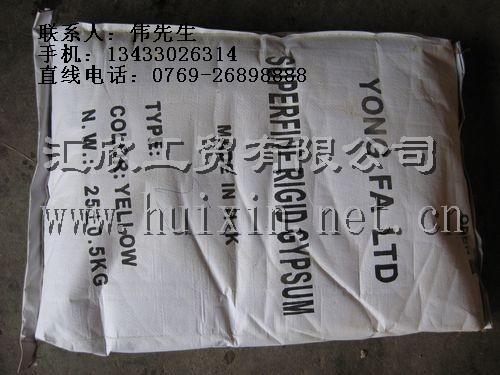 联系人：伟先生
手机：13433026314
直线电话：0769-26898888
汇欣工贸有限公司
www.huixin.net.cn
YONG FA LTD
SUPERFINE RIGID GYPSUM
MADE IN H.K
TYPE:
COLOR: YELLOW
N.W.: 25±0.5KG